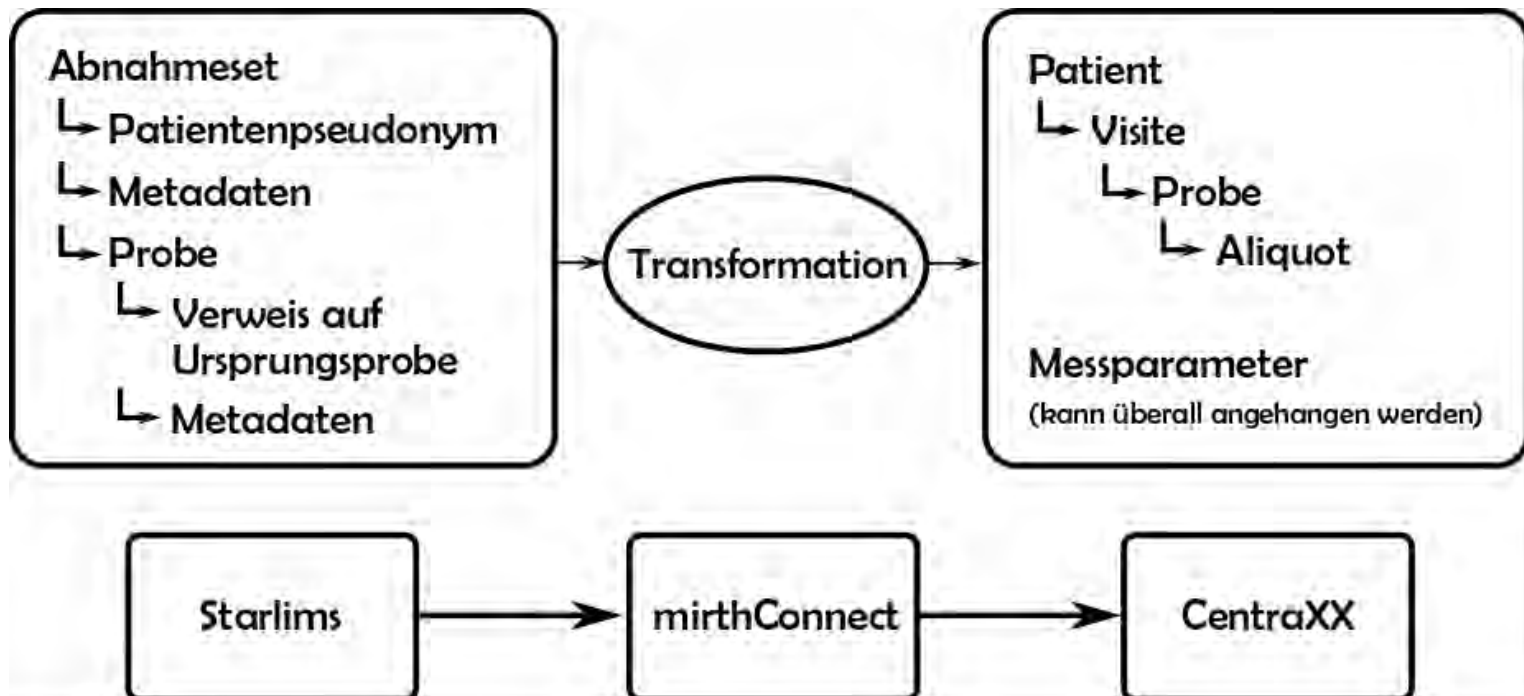 Abnahmeset
Patientenpseudonym
Metadaten
Probe
Verweis auf
Ursprungsprobe
Metadaten
Transformation
Patient
Visite
Probe
Aliquot
Messparameter
(kann überall angehangen werden)
Starlims
mirthConnect
CentraXX